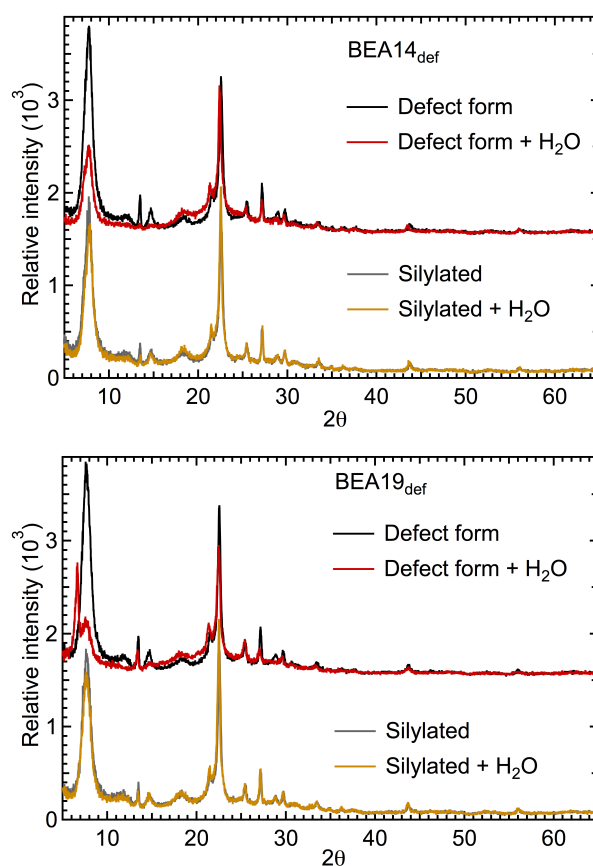 BEA14def
Defect form
Defect form + H2O
Silylated
Silylated + H2O
Relative intensity (10^3)
3
2
1
0
10
20
30
40
50
60
2θ
BEA19def
Defect form
Defect form + H2O
Silylated
Silylated + H2O
Relative intensity (10^3)
3
2
1
0
10
20
30
40
50
60
2θ